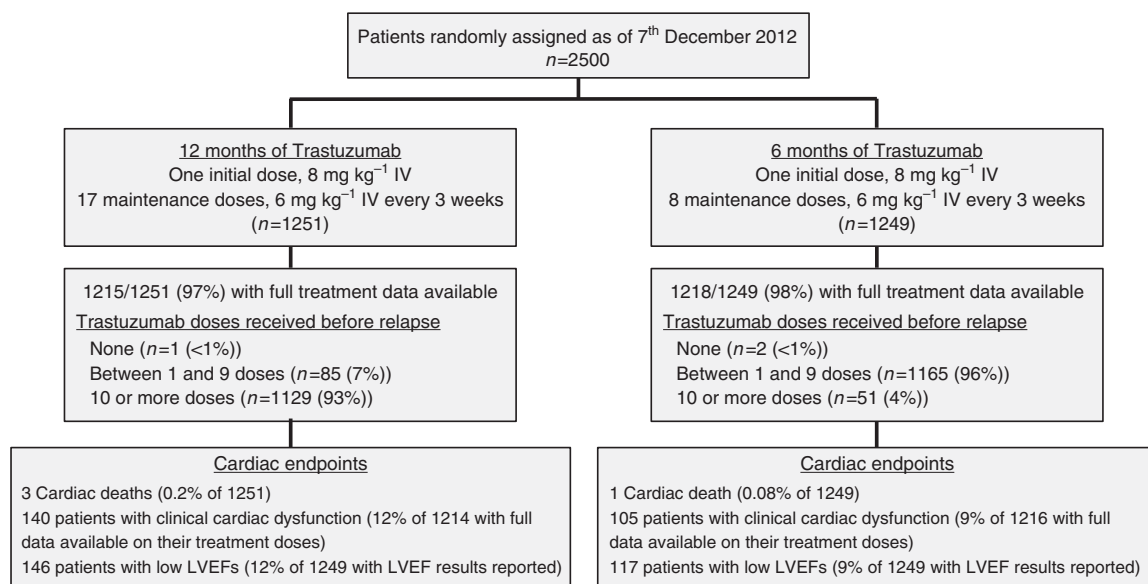 Patients randomly assigned as of 7th December 2012
n=2500
12 months of Trastuzumab
One initial dose, 8 mg kg⁻¹ IV
17 maintenance doses, 6 mg kg⁻¹ IV every 3 weeks
(n=1251)
6 months of Trastuzumab
One initial dose, 8 mg kg⁻¹ IV
8 maintenance doses, 6 mg kg⁻¹ IV every 3 weeks
(n=1249)
1215/1251 (97%) with full treatment data available
Trastuzumab doses received before relapse
None (n=1 (<1%))
Between 1 and 9 doses (n=85 (7%))
10 or more doses (n=1129 (93%))
1218/1249 (98%) with full treatment data available
Trastuzumab doses received before relapse
None (n=2 (<1%))
Between 1 and 9 doses (n=1165 (96%))
10 or more doses (n=51 (4%))
Cardiac endpoints
3 Cardiac deaths (0.2% of 1251)
140 patients with clinical cardiac dysfunction (12% of 1214 with full
data available on their treatment doses)
146 patients with low LVEFs (12% of 1249 with LVEF results reported)
Cardiac endpoints
1 Cardiac death (0.08% of 1249)
105 patients with clinical cardiac dysfunction (9% of 1216 with full
data available on their treatment doses)
117 patients with low LVEFs (9% of 1249 with LVEF results reported)